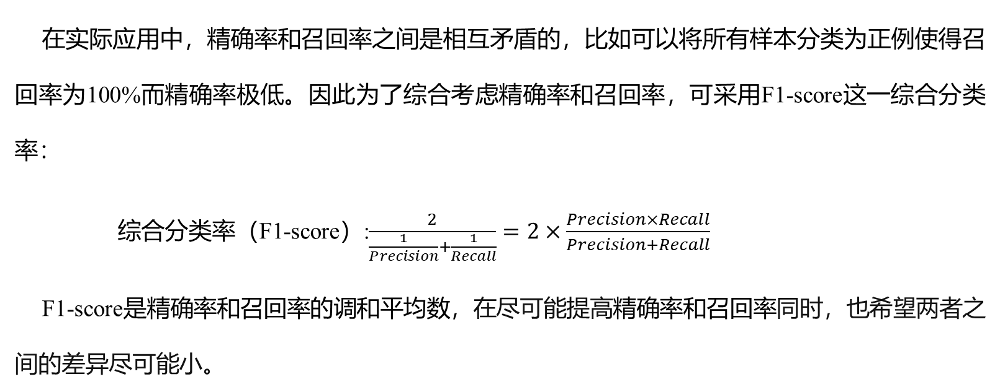 在实际应用中，精确率和召回率之间是相互矛盾的，比如可以将所有样本分类为正例使得召
回率为100%而精确率极低。因此为了综合考虑精确率和召回率，可采用F1-score这一综合分类
率：
综合分类率（F1-score）:\frac{2}{\frac{1}{Precision}+\frac{1}{Recall}} = 2 × \frac{Precision×Recall}{Precision+Recall}
F1-score是精确率和召回率的调和平均数，在尽可能提高精确率和召回率同时，也希望两者之
间的差异尽可能小。